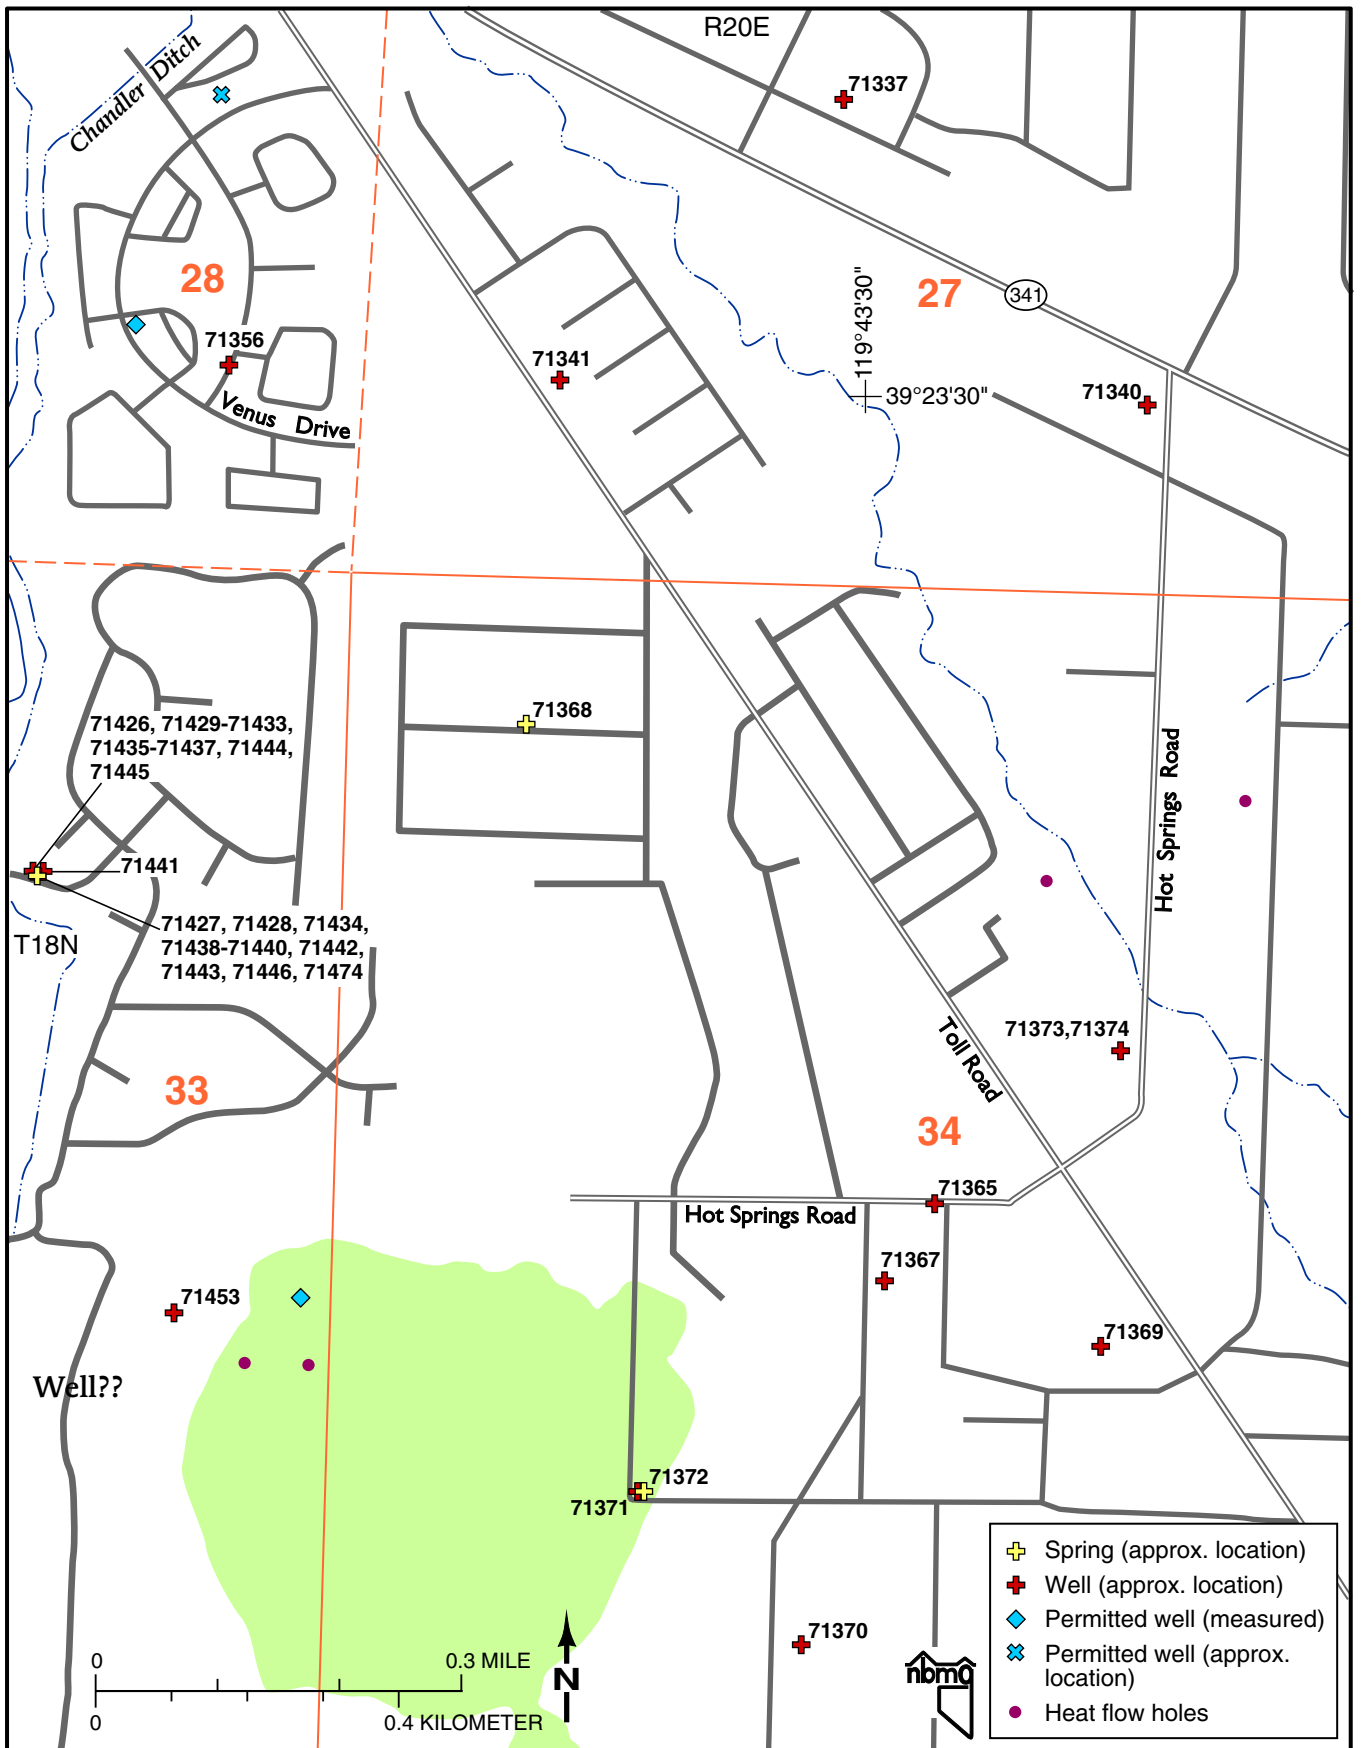 R20E
Chandler Ditch
71337
28
27
341
119°43'30"
39°23'30"
71356
71341
71340
Venus Drive
71368
71426, 71429-71433,
71435-71437, 71444,
71445
71441
71427, 71428, 71434,
71438-71440, 71442,
71443, 71446, 71474
T18N
Hot Springs Road
71373,71374
Toll Road
33
34
71365
Hot Springs Road
71367
71453
71369
Well??
71372
71371
71370
0 0.3 MILE
0 0.4 KILOMETER
N
nbmg
Spring (approx. location)
Well (approx. location)
Permitted well (measured)
Permitted well (approx.
location)
Heat flow holes